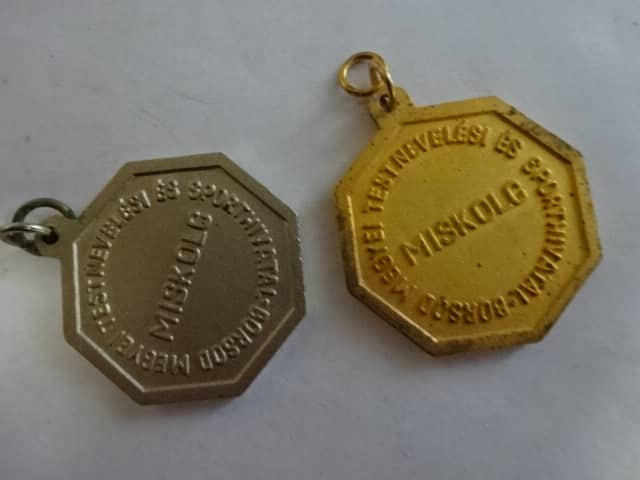 BORSOD MEGYEI TESTNEVELÉSI ÉS SPORTHIVATAL·
MISKOLC
BORSOD MEGYEI TESTNEVELÉSI ÉS SPORTHIVATAL·
MISKOLC